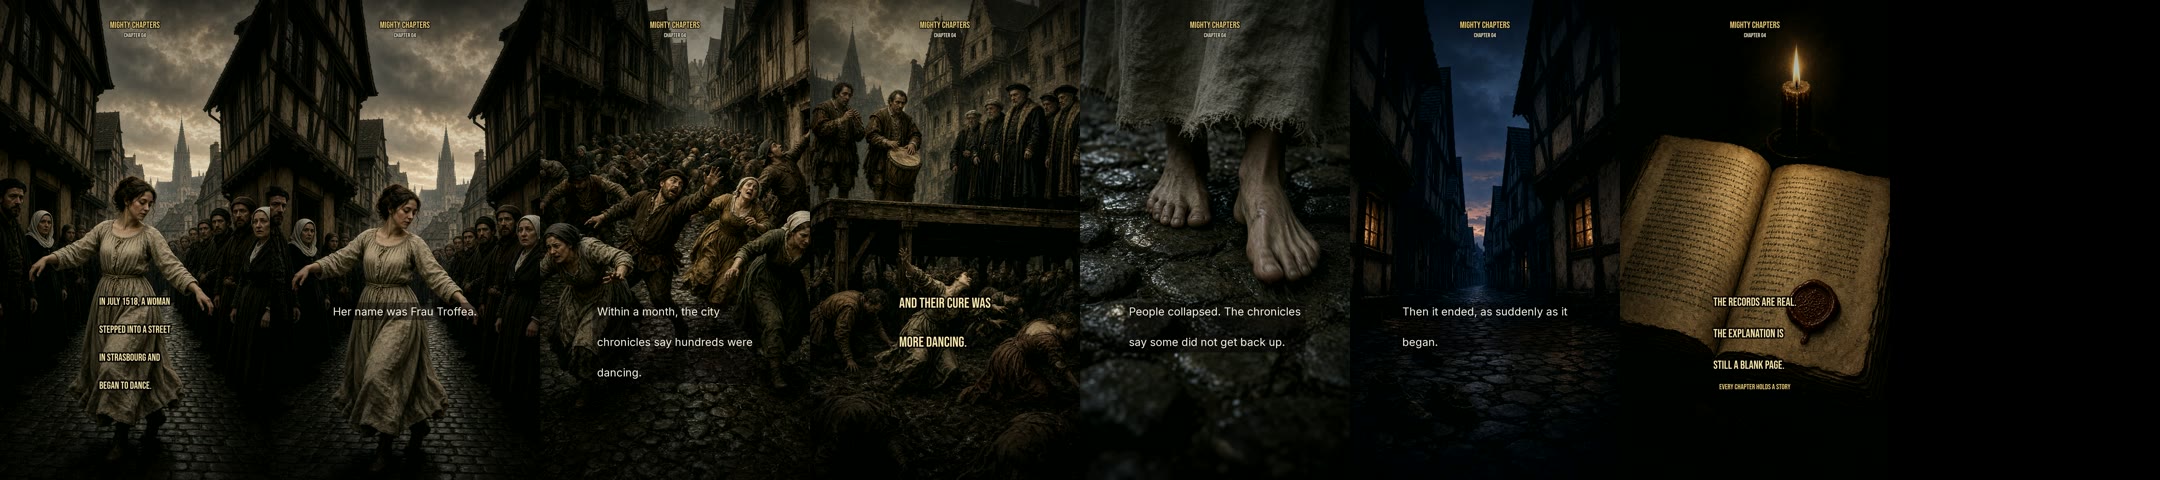 MIGHTY CHAPTERS
CHAPTER 04
IN JULY 1518, A WOMAN
STEPPED INTO A STREET
IN STRASBOURG AND
BEGAN TO DANCE.
MIGHTY CHAPTERS
CHAPTER 04
Her name was Frau Troffea.
MIGHTY CHAPTERS
CHAPTER 04
Within a month, the city
chronicles say hundreds were
dancing.
MIGHTY CHAPTERS
CHAPTER 04
AND THEIR CURE WAS
MORE DANCING.
MIGHTY CHAPTERS
CHAPTER 04
People collapsed. The chronicles
say some did not get back up.
MIGHTY CHAPTERS
CHAPTER 04
Then it ended, as suddenly as it
began.
MIGHTY CHAPTERS
CHAPTER 04
THE RECORDS ARE REAL.
THE EXPLANATION IS
STILL A BLANK PAGE.
EVERY CHAPTER HOLDS A STORY